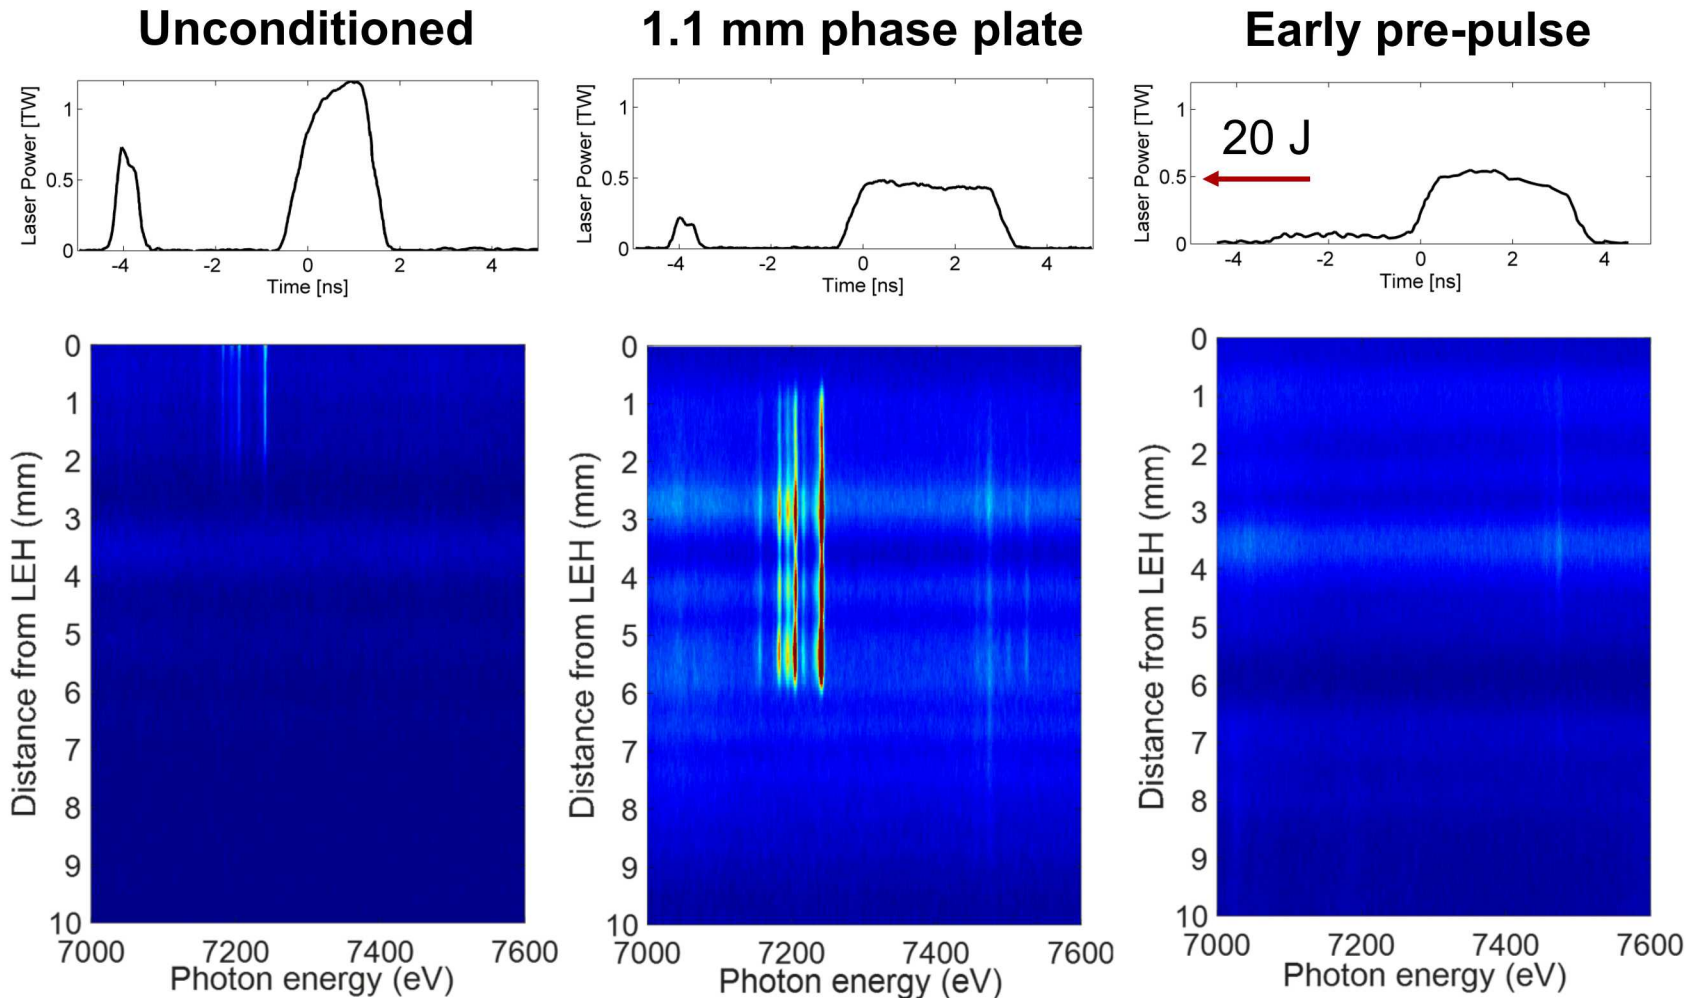 Unconditioned
Laser Power [TW]
1
0.5
0
-4 -2 0 2 4
Time [ns]
Distance from LEH (mm)
0
1
2
3
4
5
6
7
8
9
10
7000 7200 7400 7600
Photon energy (eV)
1.1 mm phase plate
Laser Power [TW]
1
0.5
0
-4 -2 0 2 4
Time [ns]
Distance from LEH (mm)
0
1
2
3
4
5
6
7
8
9
10
7000 7200 7400 7600
Photon energy (eV)
Early pre-pulse
Laser Power [TW]
1
0.5
0
20 J
-4 -2 0 2 4
Time [ns]
Distance from LEH (mm)
0
1
2
3
4
5
6
7
8
9
10
7000 7200 7400 7600
Photon energy (eV)